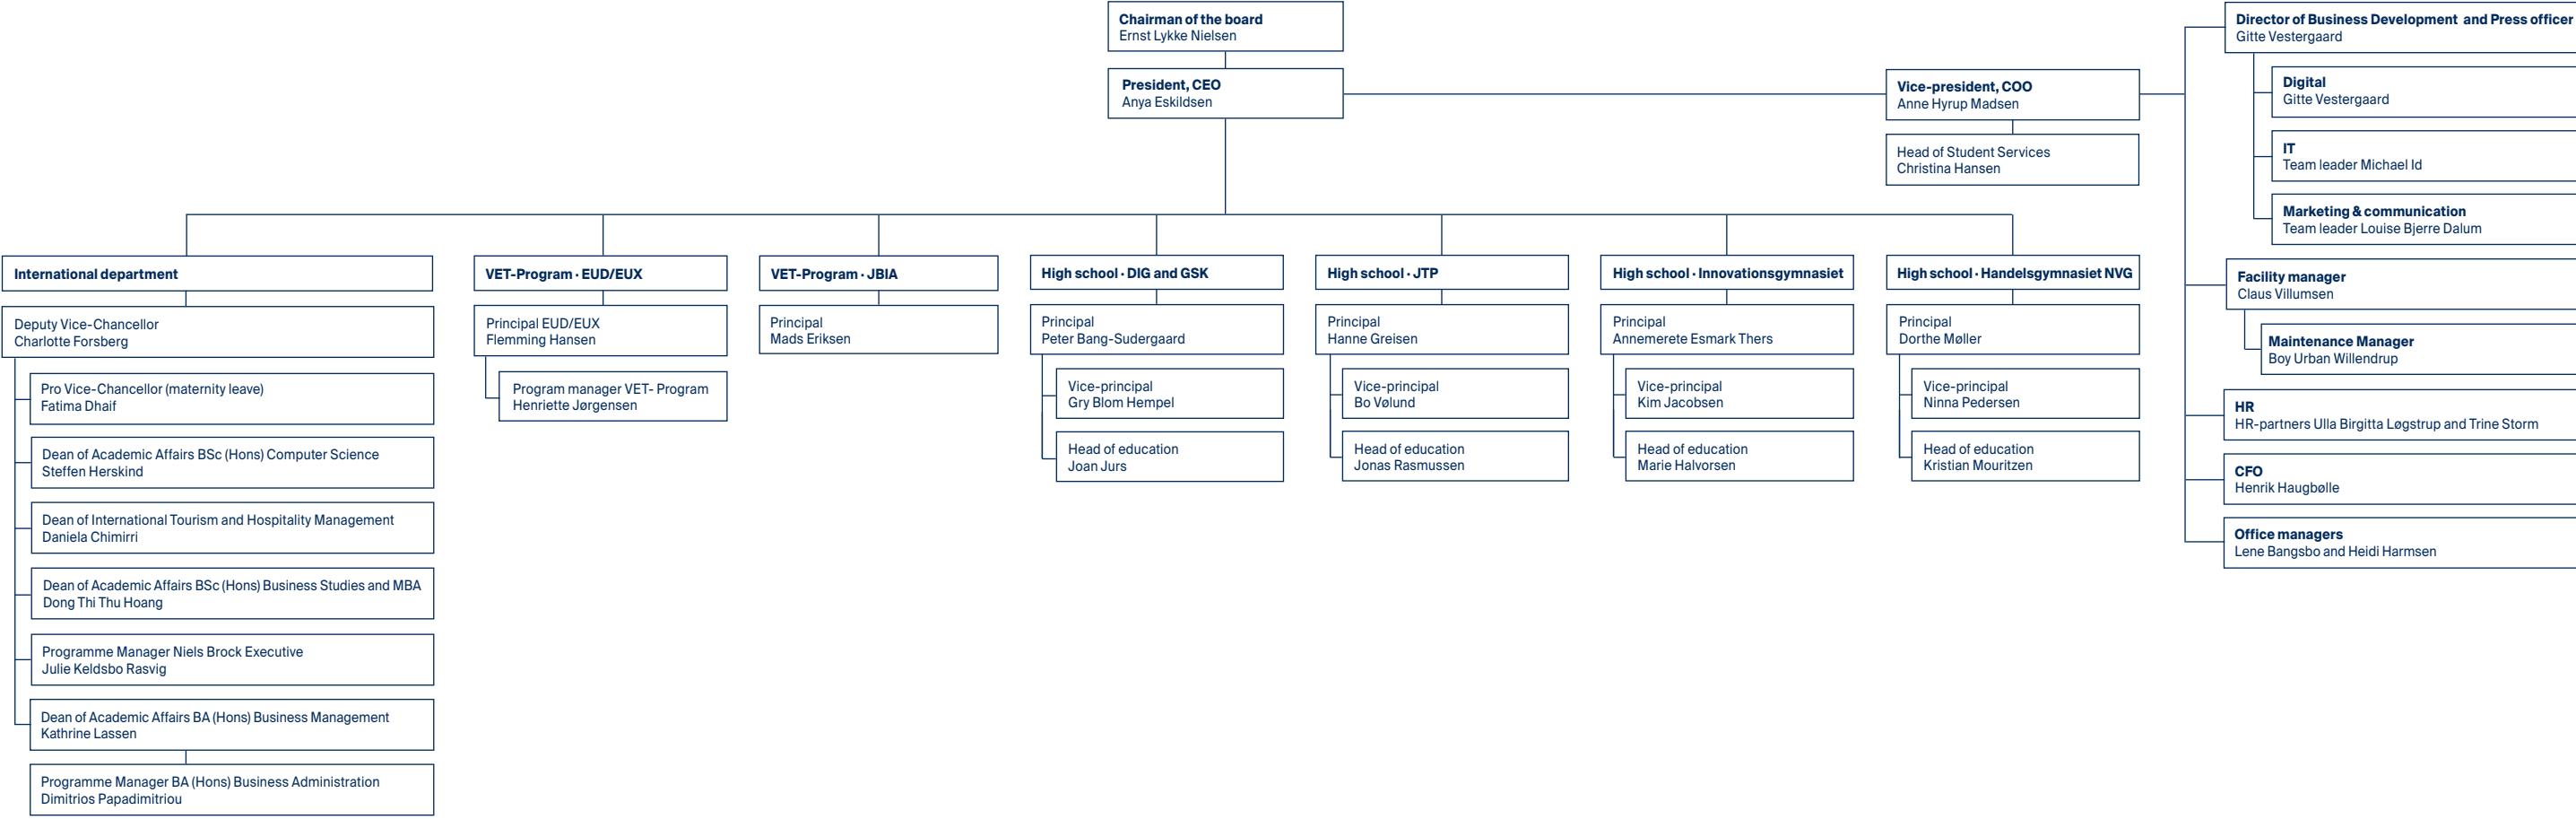 Chairman of the board
Ernst Lykke Nielsen
President, CEO
Anya Eskildsen
Vice-president, COO
Anne Hyrup Madsen
Head of Student Services
Christina Hansen
Director of Business Development and Press officer
Gitte Vestergaard
Digital
Gitte Vestergaard
IT
Team leader Michael Id
Marketing & communication
Team leader Louise Bjerre Dalum
Facility manager
Claus Villumsen
Maintenance Manager
Boy Urban Willendrup
HR
HR-partners Ulla Birgitta Løgstrup and Trine Storm
CFO
Henrik Haugbølle
Office managers
Lene Bangsbo and Heidi Harmsen
International department
Deputy Vice-Chancellor
Charlotte Forsberg
Pro Vice-Chancellor (maternity leave)
Fatima Dhaif
Dean of Academic Affairs BSc (Hons) Computer Science
Steffen Herskind
Dean of International Tourism and Hospitality Management
Daniela Chimirri
Dean of Academic Affairs BSc (Hons) Business Studies and MBA
Dong Thi Thu Hoang
Programme Manager Niels Brock Executive
Julie Keldsbo Rasvig
Dean of Academic Affairs BA (Hons) Business Management
Kathrine Lassen
Programme Manager BA (Hons) Business Administration
Dimitrios Papadimitriou
VET-Program · EUD/EUX
Principal EUD/EUX
Flemming Hansen
Program manager VET- Program
Henriette Jørgensen
VET-Program · JBIA
Principal
Mads Eriksen
High school · DIG and GSK
Principal
Peter Bang-Sudergaard
Vice-principal
Gry Blom Hempel
Head of education
Joan Jurs
High school · JTP
Principal
Hanne Greisen
Vice-principal
Bo Vølund
Head of education
Jonas Rasmussen
High school · Innovationsgymnasiet
Principal
Annemerete Esmark Thers
Vice-principal
Kim Jacobsen
Head of education
Marie Halvorsen
High school · Handelsgymnasiet NVG
Principal
Dorthe Møller
Vice-principal
Ninna Pedersen
Head of education
Kristian Mouritzen